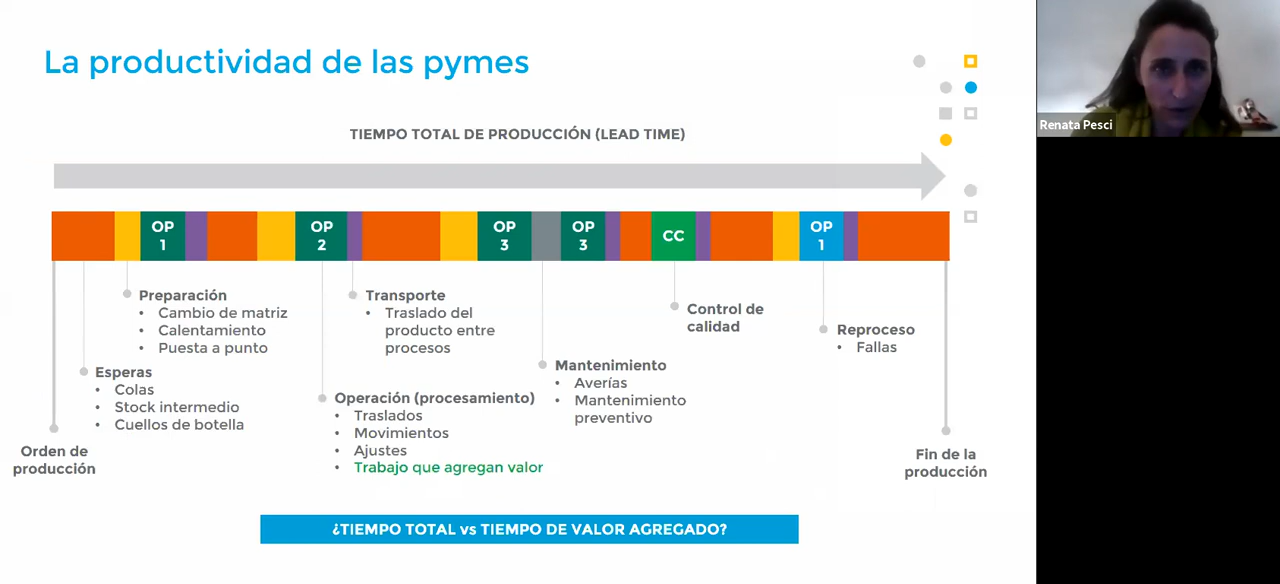 La productividad de las pymes
Renata Pesci
TIEMPO TOTAL DE PRODUCCIÓN (LEAD TIME)
OP
1
OP
2
OP
3
OP
3
CC
OP
1
Preparación
• Cambio de matriz
• Calentamiento
• Puesta a punto
Transporte
• Traslado del
producto entre
procesos
Control de
calidad
Reproceso
• Fallas
Esperas
• Colas
• Stock intermedio
• Cuellos de botella
Mantenimiento
• Averías
• Mantenimiento
preventivo
Operación (procesamiento)
• Traslados
• Movimientos
• Ajustes
• Trabajo que agregan valor
Orden de
producción
Fin de la
producción
¿TIEMPO TOTAL vs TIEMPO DE VALOR AGREGADO?